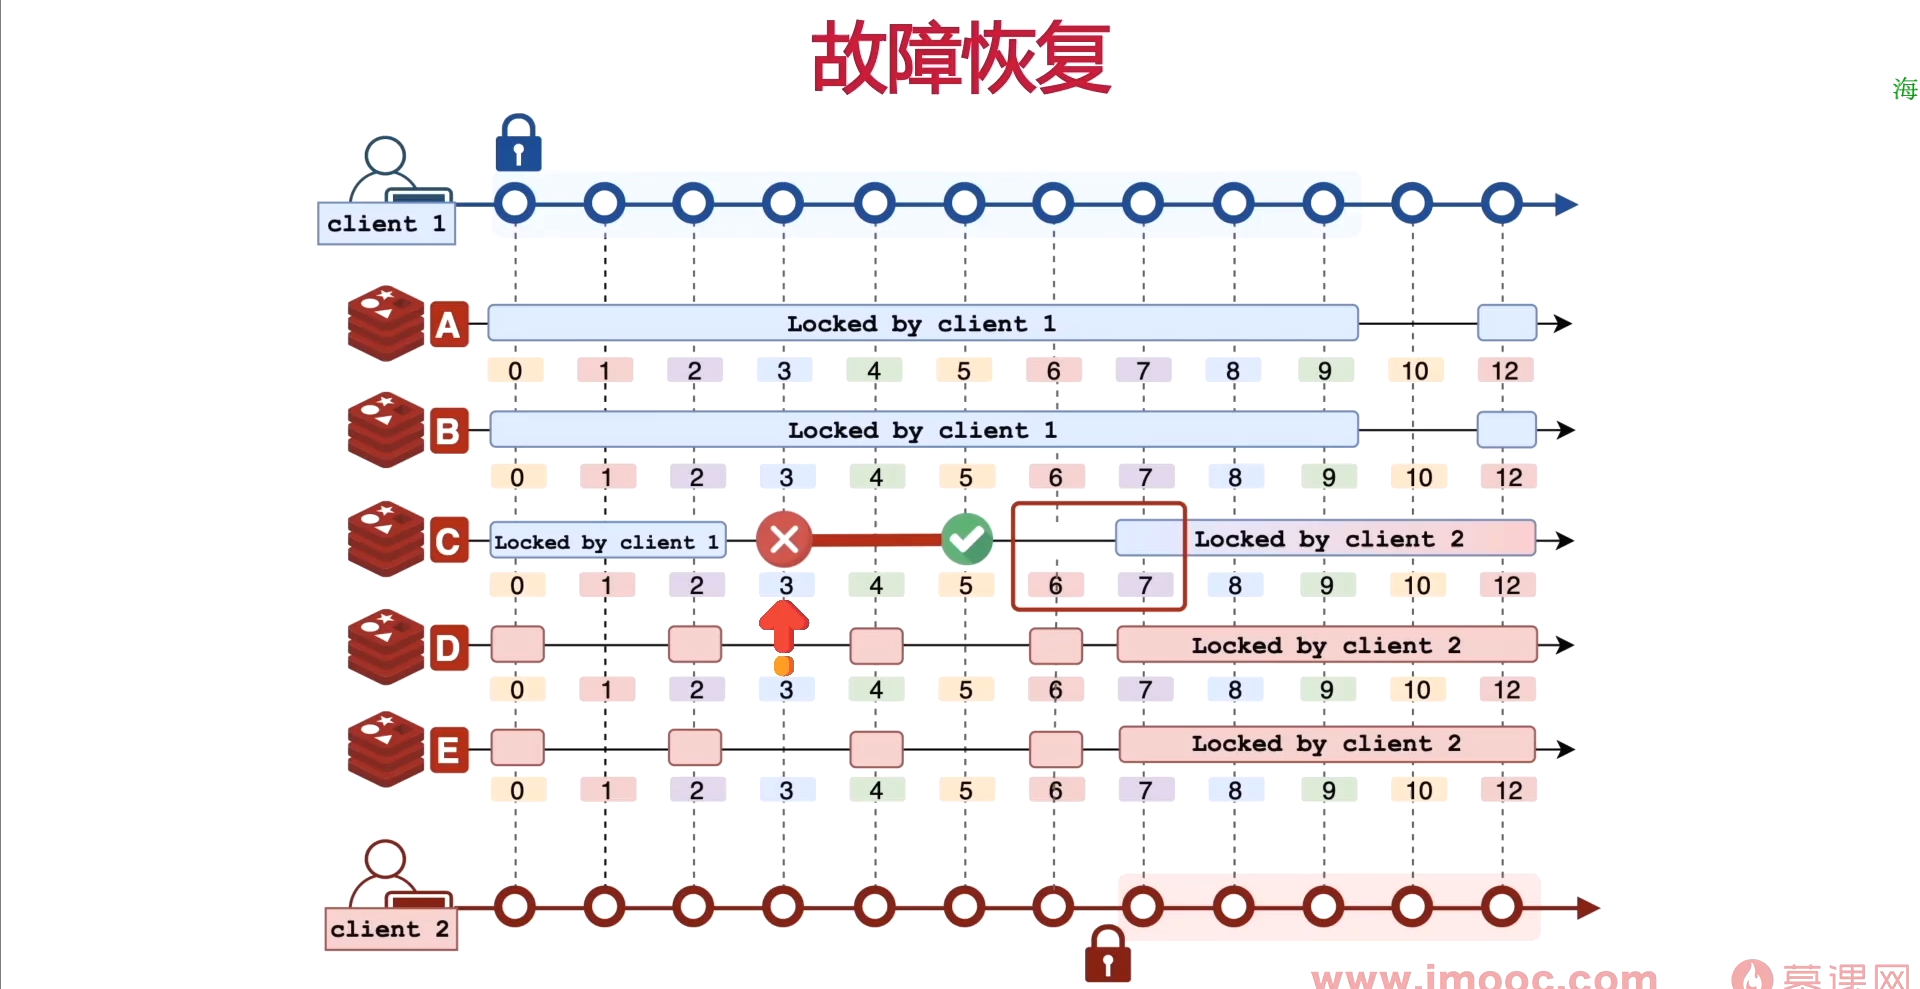 故障恢复
海
client 1
A
Locked by client 1
0 1 2 3 4 5 6 7 8 9 10 12
B
Locked by client 1
0 1 2 3 4 5 6 7 8 9 10 12
C
Locked by client 1
Locked by client 2
0 1 2 3 4 5 6 7 8 9 10 12
D
Locked by client 2
0 1 2 3 4 5 6 7 8 9 10 12
E
Locked by client 2
0 1 2 3 4 5 6 7 8 9 10 12
client 2
www.imooc.com
慕课网